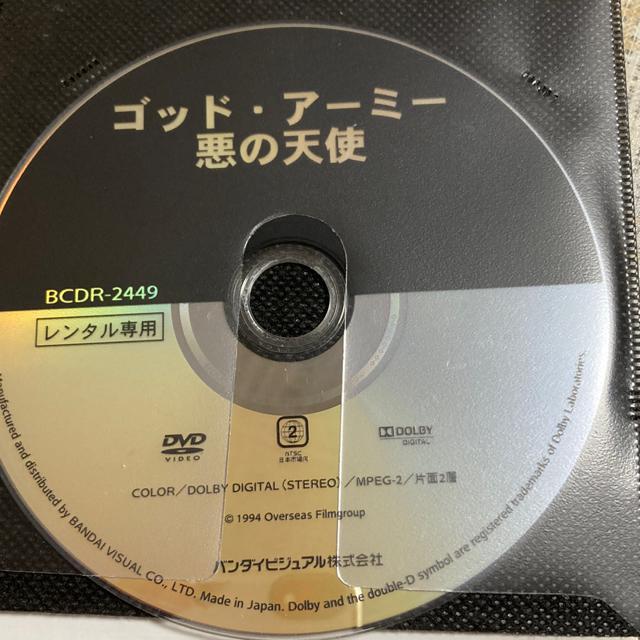 ゴッド・アーミー
悪の天使
BCDR-2449
レンタル専用
DVD
VIDEO
2
NTSC
日本市場向
DOLBY
DIGITAL
COLOR／DOLBY DIGITAL（STEREO）／MPEG-2／片面2層
© 1994 Overseas Filmgroup
バンダイビジュアル株式会社
Manufactured and distributed by BANDAI VISUAL CO., LTD. Made in Japan. Dolby and the double-D symbol are registered trademarks of Dolby Laboratories.